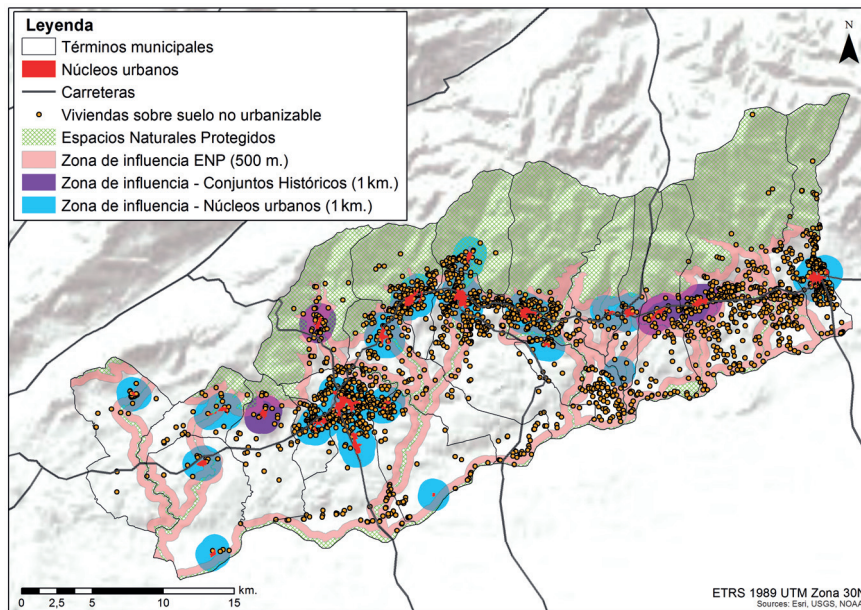 Leyenda
Términos municipales
Núcleos urbanos
Carreteras
Viviendas sobre suelo no urbanizable
Espacios Naturales Protegidos
Zona de influencia ENP (500 m.)
Zona de influencia - Conjuntos Históricos (1 km.)
Zona de influencia - Núcleos urbanos (1 km.)
N
km.
0 2,5 5 10 15
ETRS 1989 UTM Zona 30
Sources: Esri, USGS, NOAA